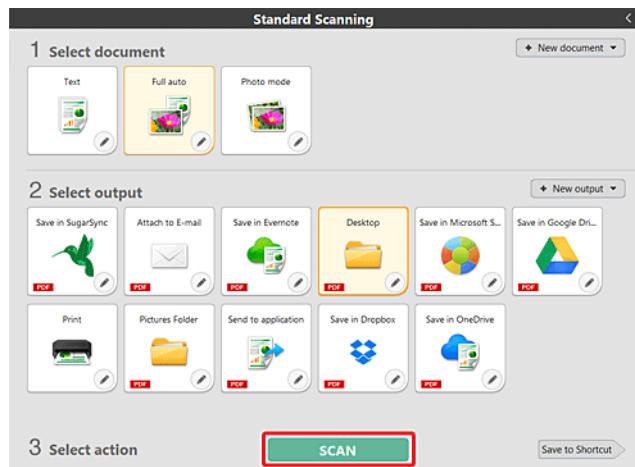 Standard Scanning
1 Select document
+ New document
Text
Full auto
Photo mode
2 Select output
+ New output
Save in SugarSync
Attach to E-mail
Save in Evernote
Desktop
Save in Microsoft S...
Save in Google Dri...
PDF
PDF
PDF
PDF
PDF
PDF
Print
Pictures Folder
Send to application
Save in Dropbox
Save in OneDrive
PDF
PDF
PDF
PDF
3 Select action
SCAN
Save to Shortcut